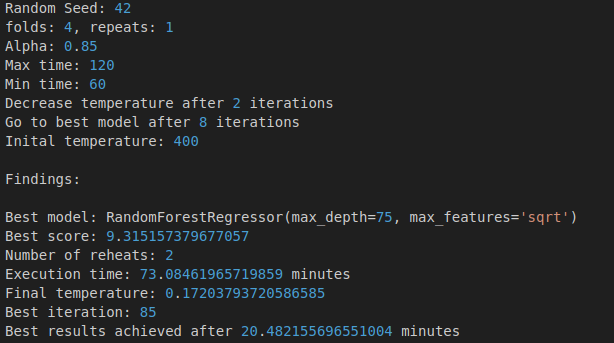 Random Seed: 42
folds: 4, repeats: 1
Alpha: 0.85
Max time: 120
Min time: 60
Decrease temperature after 2 iterations
Go to best model after 8 iterations
Inital temperature: 400

Findings:

Best model: RandomForestRegressor(max_depth=75, max_features='sqrt')
Best score: 9.315157379677057
Number of reheats: 2
Execution time: 73.08461965719859 minutes
Final temperature: 0.17203793720586585
Best iteration: 85
Best results achieved after 20.482155696551004 minutes